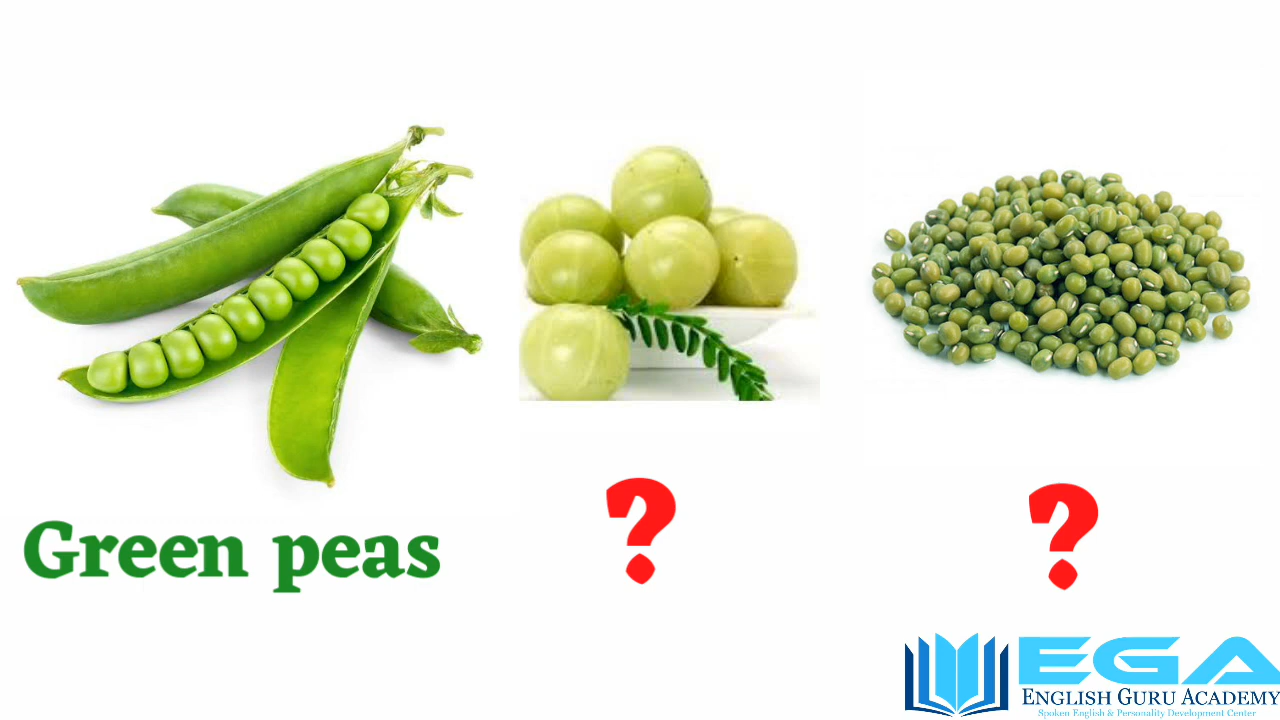 Green peas
?
?
EGA
English Guru Academy
Spoken English & Personality Development Center